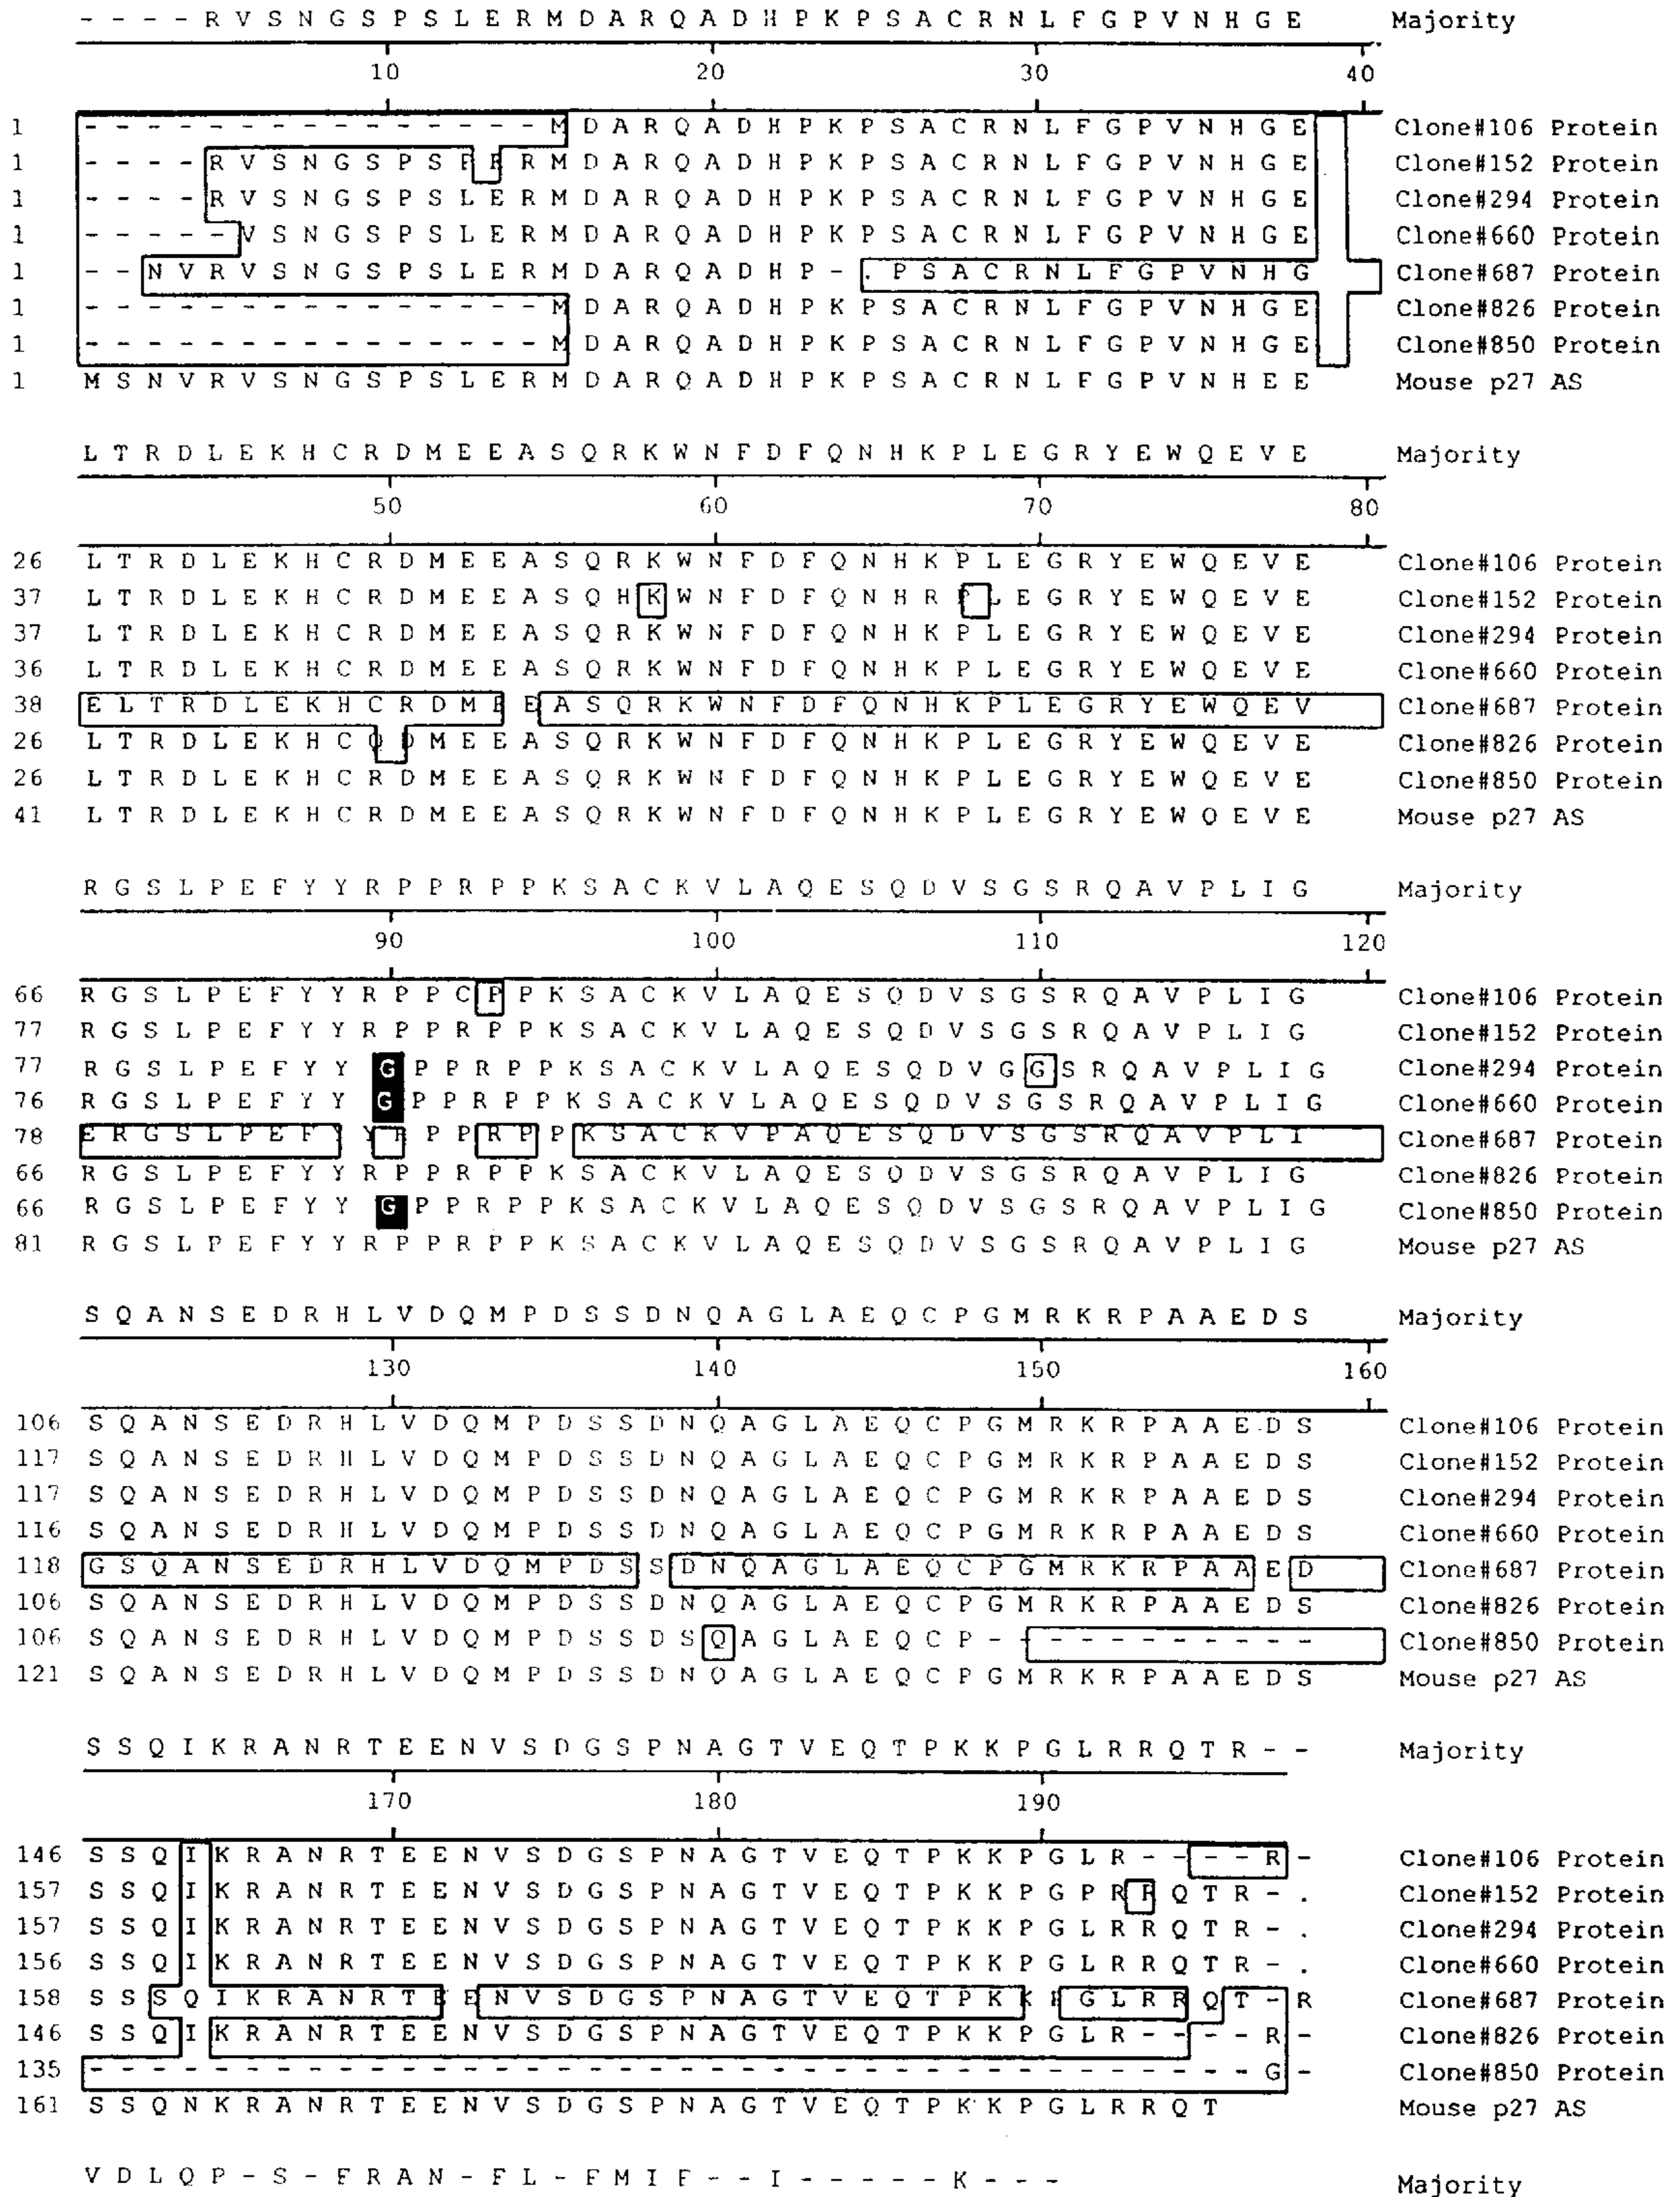 - - - - R V S N G S P S L E R M D A R Q A D H P K P S A C R N L F G P V N H G E Majority
10 20 30 40
1 - - - - - - - - - - - - - - - M D A R Q A D H P K P S A C R N L F G P V N H G E Clone#106 Protein
1 - - - - R V S N G S P S P R R M D A R Q A D H P K P S A C R N L F G P V N H G E Clone#152 Protein
1 - - - - R V S N G S P S L E R M D A R Q A D H P K P S A C R N L F G P V N H G E Clone#294 Protein
1 - - - - - V S N G S P S L E R M D A R Q A D H P K P S A C R N L F G P V N H G E Clone#660 Protein
1 - - N V R V S N G S P S L E R M D A R Q A D H P - . P S A C R N L F G P V N H G Clone#687 Protein
1 - - - - - - - - - - - - - - - M D A R Q A D H P K P S A C R N L F G P V N H G E Clone#826 Protein
1 - - - - - - - - - - - - - - - M D A R Q A D H P K P S A C R N L F G P V N H G E Clone#850 Protein
1 M S N V R V S N G S P S L E R M D A R Q A D H P K P S A C R N L F G P V N H E E Mouse p27 AS
L T R D L E K H C R D M E E A S Q R K W N F D F Q N H K P L E G R Y E W Q E V E Majority
50 60 70 80
26 L T R D L E K H C R D M E E A S Q R K W N F D F Q N H K P L E G R Y E W Q E V E Clone#106 Protein
37 L T R D L E K H C R D M E E A S Q H K W N F D F Q N H R P L E G R Y E W Q E V E Clone#152 Protein
37 L T R D L E K H C R D M E E A S Q R K W N F D F Q N H K P L E G R Y E W Q E V E Clone#294 Protein
36 L T R D L E K H C R D M E E A S Q R K W N F D F Q N H K P L E G R Y E W Q E V E Clone#660 Protein
38 E L T R D L E K H C R D M E E A S Q R K W N F D F Q N H K P L E G R Y E W Q E V Clone#687 Protein
26 L T R D L E K H C Q D M E E A S Q R K W N F D F Q N H K P L E G R Y E W Q E V E Clone#826 Protein
26 L T R D L E K H C R D M E E A S Q R K W N F D F Q N H K P L E G R Y E W Q E V E Clone#850 Protein
41 L T R D L E K H C R D M E E A S Q R K W N F D F Q N H K P L E G R Y E W Q E V E Mouse p27 AS
R G S L P E F Y Y R P P R P P K S A C K V L A Q E S Q D V S G S R Q A V P L I G Majority
90 100 110 120
66 R G S L P E F Y Y R P P C P P K S A C K V L A Q E S Q D V S G S R Q A V P L I G Clone#106 Protein
77 R G S L P E F Y Y R P P R P P K S A C K V L A Q E S Q D V S G S R Q A V P L I G Clone#152 Protein
77 R G S L P E F Y Y G P P R P P K S A C K V L A Q E S Q D V G G S R Q A V P L I G Clone#294 Protein
76 R G S L P E F Y Y G P P R P P K S A C K V L A Q E S Q D V S G S R Q A V P L I G Clone#660 Protein
78 E R G S L P E F Y P P R P P K S A C K V P A Q E S Q D V S G S R Q A V P L I Clone#687 Protein
66 R G S L P E F Y Y R P P R P P K S A C K V L A Q E S Q D V S G S R Q A V P L I G Clone#826 Protein
66 R G S L P E F Y Y G P P R P P K S A C K V L A Q E S Q D V S G S R Q A V P L I G Clone#850 Protein
81 R G S L P E F Y Y R P P R P P K S A C K V L A Q E S Q D V S G S R Q A V P L I G Mouse p27 AS
S Q A N S E D R H L V D Q M P D S S D N Q A G L A E Q C P G M R K R P A A E D S Majority
130 140 150 160
106 S Q A N S E D R H L V D Q M P D S S D N Q A G L A E Q C P G M R K R P A A E D S Clone#106 Protein
117 S Q A N S E D R H L V D Q M P D S S D N Q A G L A E Q C P G M R K R P A A E D S Clone#152 Protein
117 S Q A N S E D R H L V D Q M P D S S D N Q A G L A E Q C P G M R K R P A A E D S Clone#294 Protein
116 S Q A N S E D R H L V D Q M P D S S D N Q A G L A E Q C P G M R K R P A A E D S Clone#660 Protein
118 G S Q A N S E D R H L V D Q M P D S S D N Q A G L A E Q C P G M R K R P A A E D Clone#687 Protein
106 S Q A N S E D R H L V D Q M P D S S D N Q A G L A E Q C P G M R K R P A A E D S Clone#826 Protein
106 S Q A N S E D R H L V D Q M P D S S D S Q A G L A E Q C P - - - - - - - - - - - Clone#850 Protein
121 S Q A N S E D R H L V D Q M P D S S D N Q A G L A E Q C P G M R K R P A A E D S Mouse p27 AS
S S Q I K R A N R T E E N V S D G S P N A G T V E Q T P K K P G L R R Q T R - - Majority
170 180 190
146 S S Q I K R A N R T E E N V S D G S P N A G T V E Q T P K K P G L R - - - - R - Clone#106 Protein
157 S S Q I K R A N R T E E N V S D G S P N A G T V E Q T P K K P G P R R Q T R - . Clone#152 Protein
157 S S Q I K R A N R T E E N V S D G S P N A G T V E Q T P K K P G L R R Q T R - . Clone#294 Protein
156 S S Q I K R A N R T E E N V S D G S P N A G T V E Q T P K K P G L R R Q T R - . Clone#660 Protein
158 S S S Q I K R A N R T E E N V S D G S P N A G T V E Q T P K K P G L R R Q T - R Clone#687 Protein
146 S S Q I K R A N R T E E N V S D G S P N A G T V E Q T P K K P G L R - - - - R - Clone#826 Protein
135 - - - - - - - - - - - - - - - - - - - - - - - - - - - - - - - - - - - - - - G - Clone#850 Protein
161 S S Q N K R A N R T E E N V S D G S P N A G T V E Q T P K K P G L R R Q T Mouse p27 AS
V D L Q P - S - F R A N - F L - F M I F - - I - - - - - K - - - Majority